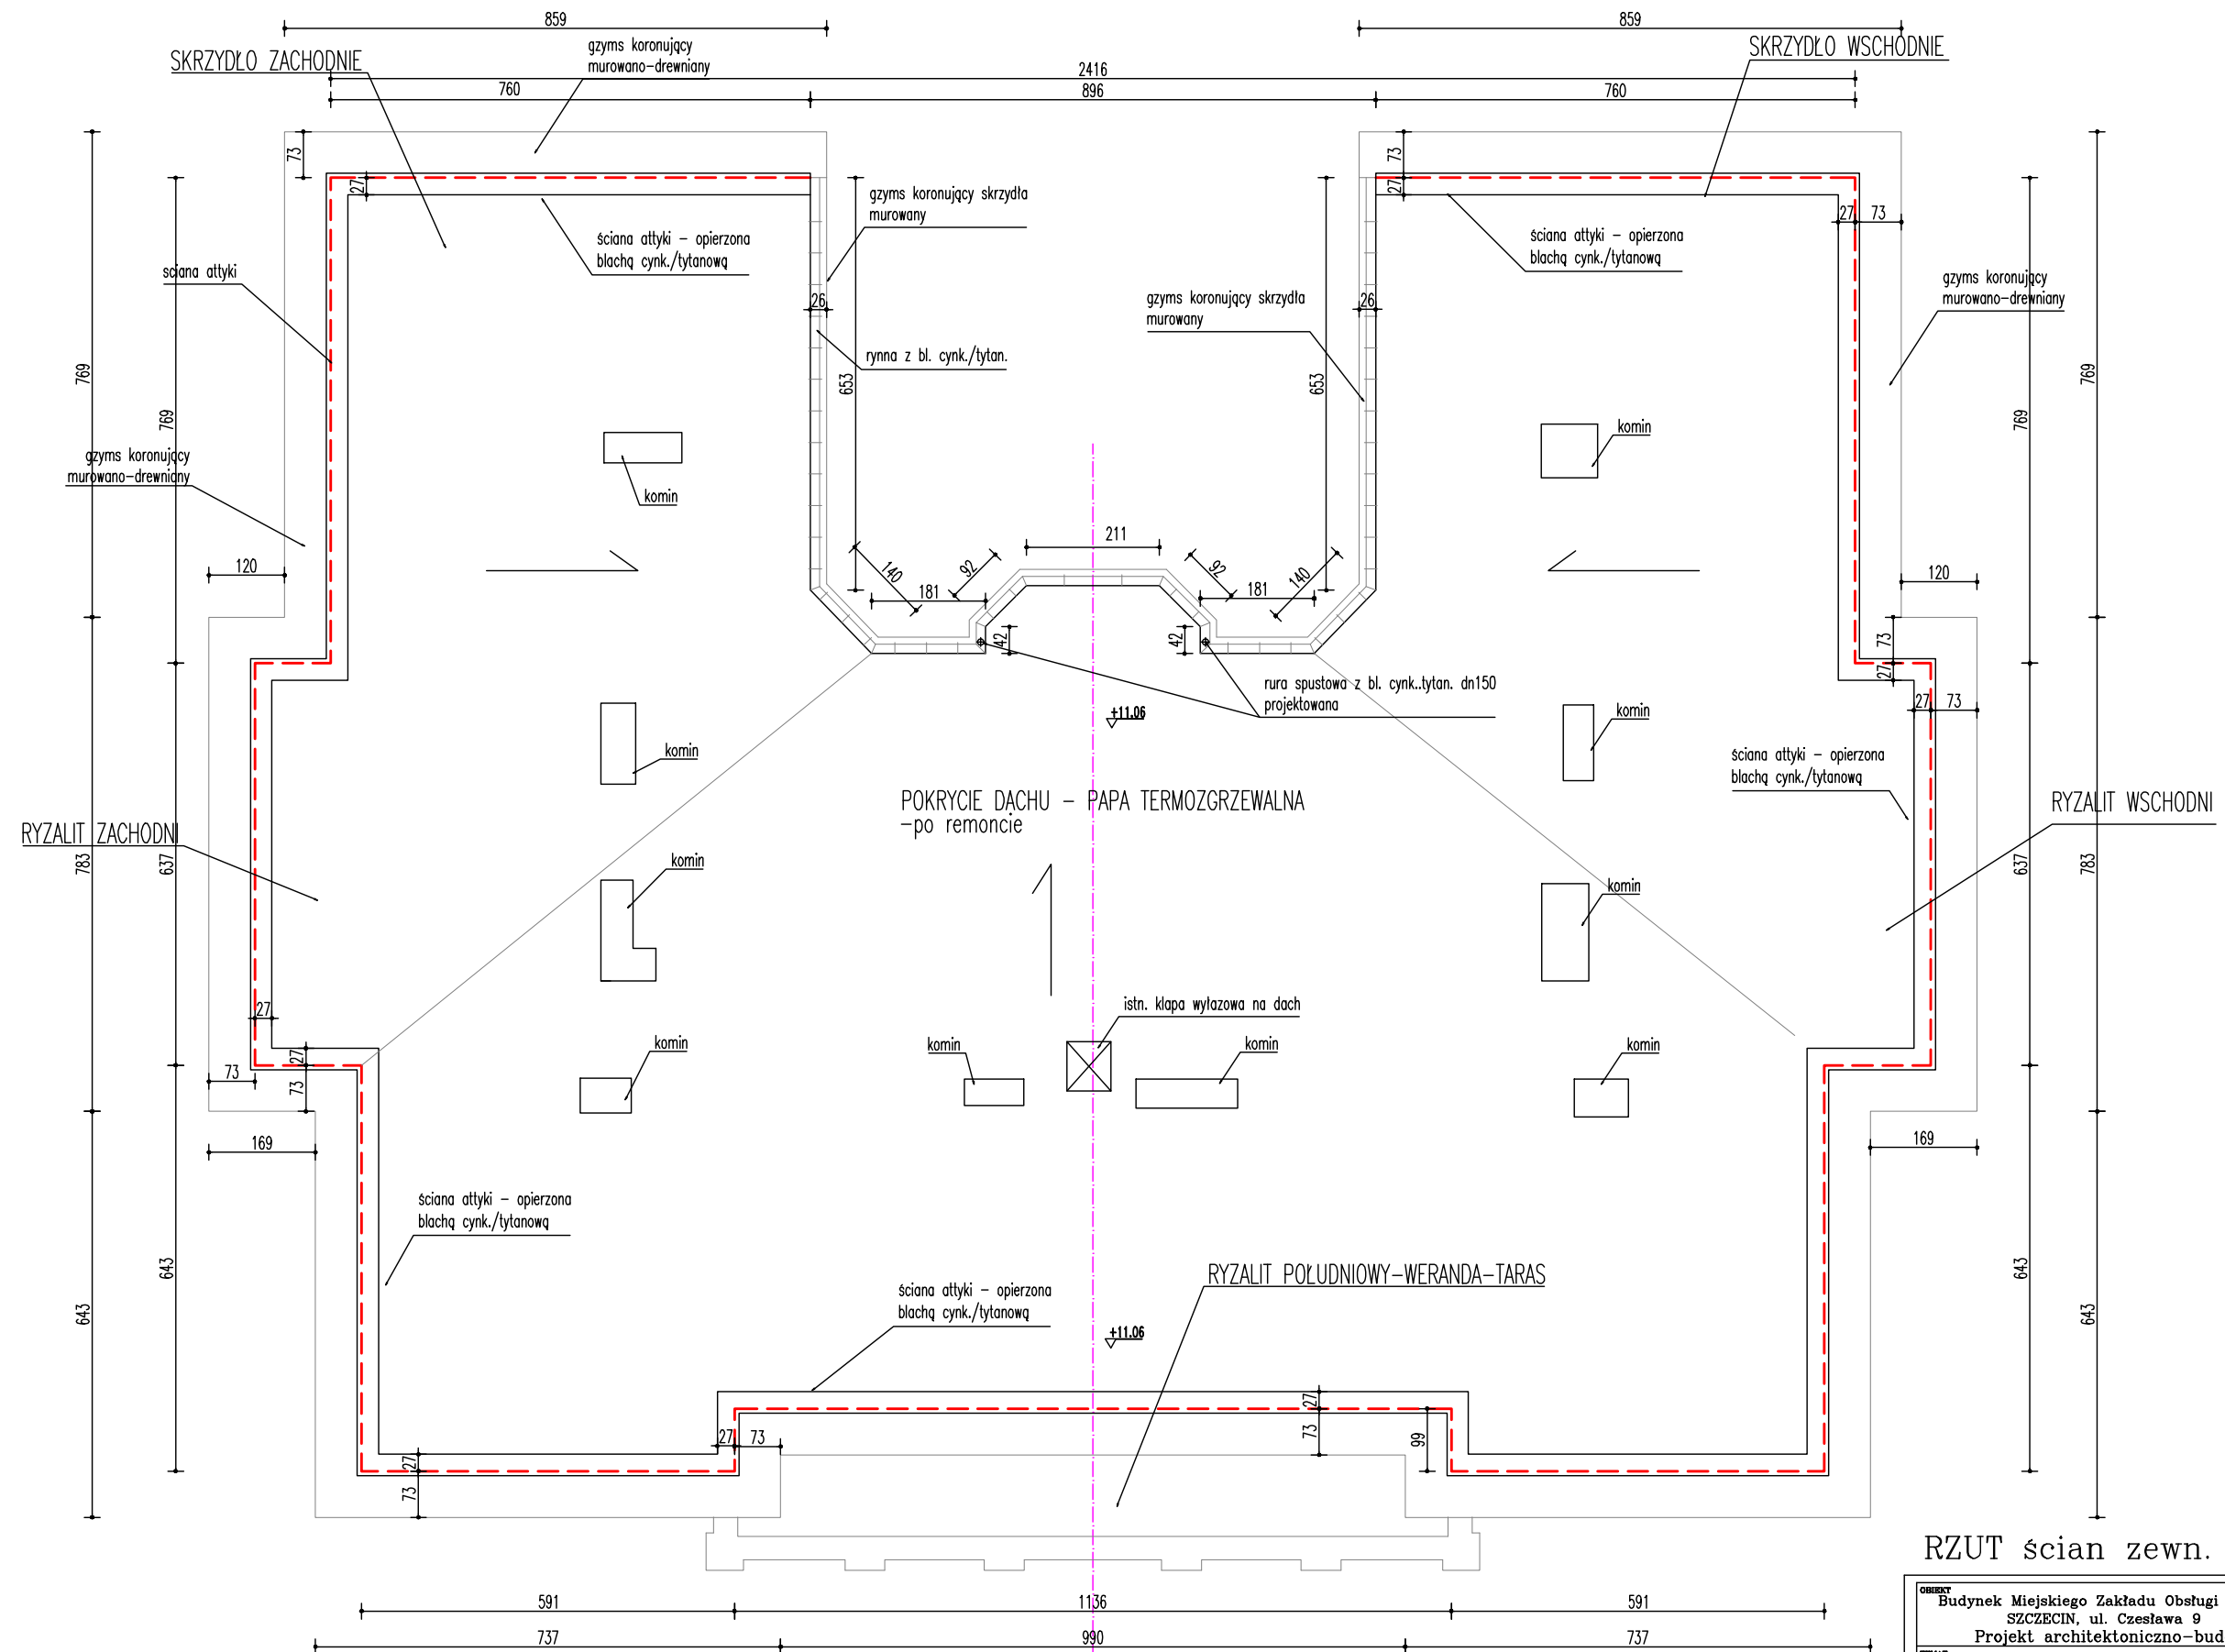 859
859
SKRZYDŁO ZACHODNIE
gzyms koronujący
murowano-drewniany
SKRZYDŁO WSCHODNIE
2416
760
896
760
73
27
73
27
27
73
gzyms koronujący skrzydła
murowany
ściana attyki - opierzona
blachą cynk./tytanową
ściana attyki - opierzona
blachą cynk./tytanową
sciana attyki
gzyms koronujący
murowano-drewniany
26
26
gzyms koronujący skrzydła
murowany
rynna z bl. cynk./tytan.
769
769
653
653
769
769
gzyms koronujący
murowano-drewniany
komin
komin
120
211
140
92
92
140
181
181
120
42
42
73
27
27
73
rura spustowa z bl. cynk..tytan. dn150
projektowana
+11.06
komin
komin
ściana attyki - opierzona
blachą cynk./tytanową
POKRYCIE DACHU - PAPA TERMOZGRZEWALNA
-po remoncie
RYZALIT WSCHODNI
RYZALIT ZACHODNI
783
637
637
783
komin
komin
27
istn. klapa wyłazowa na dach
komin
komin
komin
komin
27
73
73
169
169
ściana attyki - opierzona
blachą cynk./tytanową
643
643
643
643
RYZALIT POŁUDNIOWY-WERANDA-TARAS
ściana attyki - opierzona
blachą cynk./tytanową
+11.06
27
73
99
27
73
27
73
RZUT ścian zewn.
OBIEKT
Budynek Miejskiego Zakładu Obsługi
SZCZECIN, ul. Czesława 9
Projekt architektoniczno-bud
591
1136
591
737
990
737